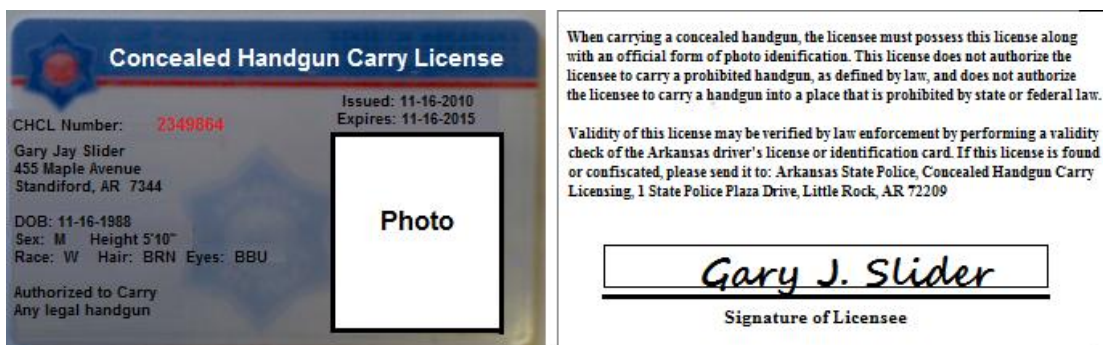 Concealed Handgun Carry License
Issued: 11-16-2010
Expires: 11-16-2015
CHCL Number: 2349864
Gary Jay Slider
455 Maple Avenue
Standiford, AR 7344
DOB: 11-16-1988
Sex: M Height 5'10"
Race: W Hair: BRN Eyes: BBU
Authorized to Carry
Any legal handgun
Photo
When carrying a concealed handgun, the licensee must possess this license along
with an official form of photo idenification. This license does not authorize the
licensee to carry a prohibited handgun, as defined by law, and does not authorize
the licensee to carry a handgun into a place that is prohibited by state or federal law.
Validity of this license may be verified by law enforcement by performing a validity
check of the Arkansas driver's license or identification card. If this license is found
or confiscated, please send it to: Arkansas State Police, Concealed Handgun Carry
Licensing, 1 State Police Plaza Drive, Little Rock, AR 72209
Gary J. Slider
Signature of Licensee